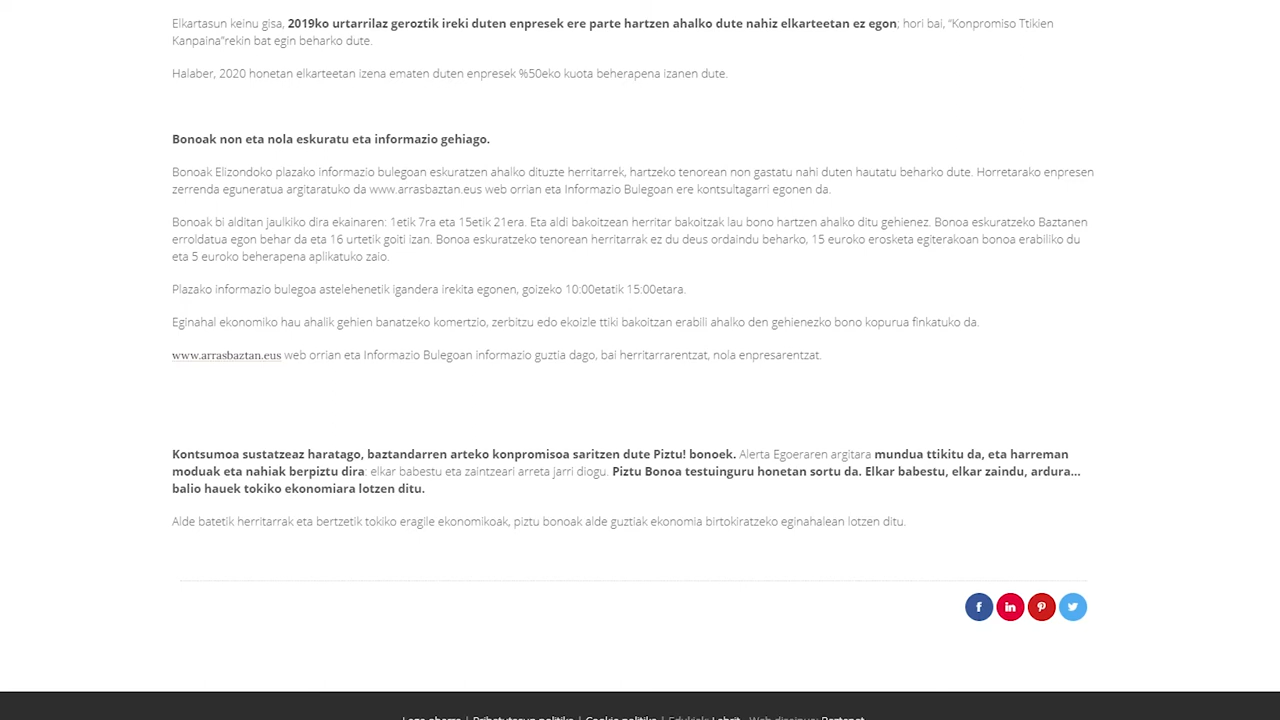 Elkartasun keinu gisa, 2019ko urtarrilaz geroztik ireki duten enpresek ere parte hartzen ahalko dute nahiz elkarteetan ez egon; hori bai, “Konpromiso Ttikien
Kanpaina”rekin bat egin beharko dute.
Halaber, 2020 honetan elkarteetan izena ematen duten enpresek %50eko kuota beherapena izanen dute.
Bonoak non eta nola eskuratu eta informazio gehiago.
Bonoak Elizondoko plazako informazio bulegoan eskuratzen ahalko dituzte herritarrek, hartzeko tenorean non gastatu nahi duten hautatu beharko dute. Horretarako enpresen
zerrenda eguneratua argitaratuko da www.arrasbaztan.eus web orrian eta Informazio Bulegoan ere kontsultagarri egonen da.
Bonoak bi alditan jaulkiko dira ekainaren: 1etik 7ra eta 15etik 21era. Eta aldi bakoitzean herritar bakoitzak lau bono hartzen ahalko ditu gehienez. Bonoa eskuratzeko Baztanen
erroldatua egon behar da eta 16 urtetik goiti izan. Bonoa eskuratzeko tenorean herritarrak ez du deus ordaindu beharko, 15 euroko erosketa egiterakoan bonoa erabiliko du
eta 5 euroko beherapena aplikatuko zaio.
Plazako informazio bulegoa astelehenetik igandera irekita egonen, goizeko 10:00etatik 15:00etara.
Eginahal ekonomiko hau ahalik gehien banatzeko komertzio, zerbitzu edo ekoizle ttiki bakoitzan erabili ahalko den gehienezko bono kopurua finkatuko da.
www.arrasbaztan.eus web orrian eta Informazio Bulegoan informazio guztia dago, bai herritarrarentzat, nola enpresarentzat.
Kontsumoa sustatzeaz haratago, baztandarren arteko konpromisoa saritzen dute Piztu! bonoek. Alerta Egoeraren argitara mundua ttikitu da, eta harreman
moduak eta nahiak berpiztu dira: elkar babestu eta zaintzeari arreta jarri diogu. Piztu Bonoa testuinguru honetan sortu da. Elkar babestu, elkar zaindu, ardura...
balio hauek tokiko ekonomiara lotzen ditu.
Alde batetik herritarrak eta bertzetik tokiko eragile ekonomikoak, piztu bonoak alde guztiak ekonomia birtokiratzeko eginahalean lotzen ditu.